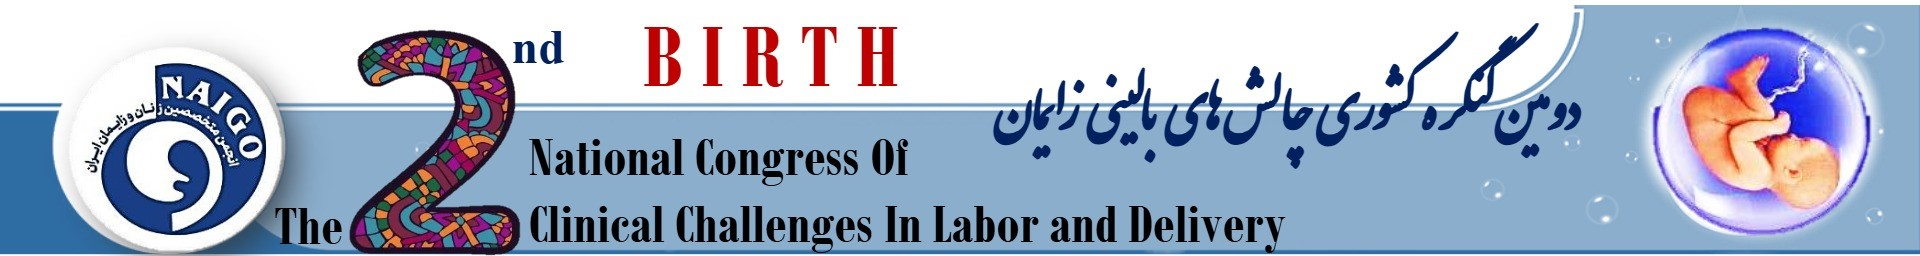 NAIGO
انجمن متخصصین زنان و زایمان ایران
BIRTH
The 2nd National Congress Of
Clinical Challenges In Labor and Delivery
دومین کنگره کشوری چالش های بالینی زایمان